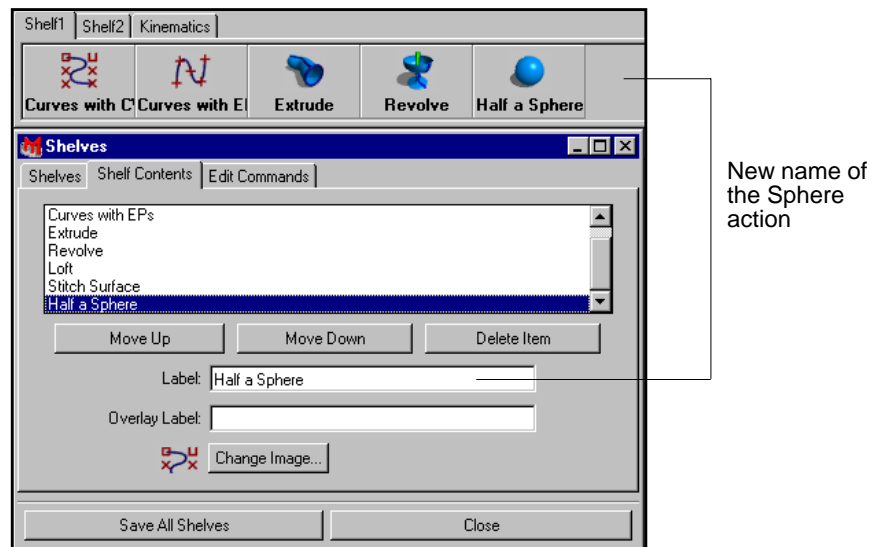 Shelf1 Shelf2 Kinematics
Curves with C Curves with E Extrude Revolve Half a Sphere
Shelves
Shelves Shelf Contents Edit Commands
Curves with EPs
Extrude
Revolve
Loft
Stitch Surface
Half a Sphere
Move Up Move Down Delete Item
Label: Half a Sphere
Overlay Label:
Change Image...
Save All Shelves Close
New name of
the Sphere
action